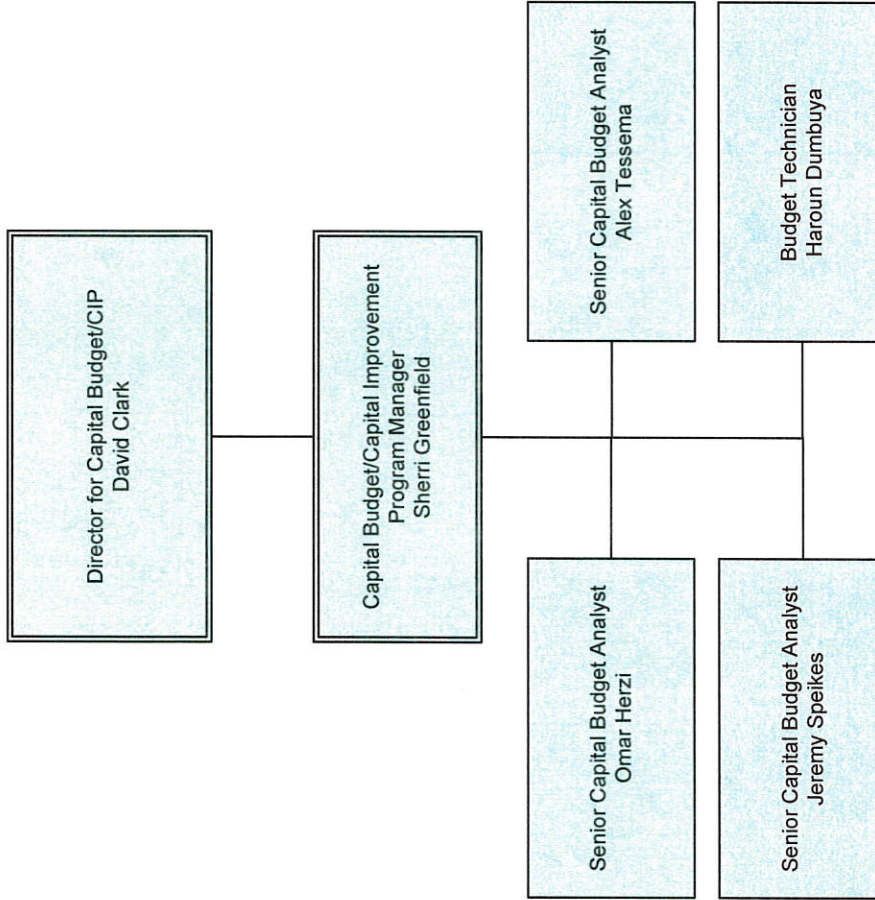 Director for Capital Budget/CIP
David Clark
Capital Budget/Capital Improvement
Program Manager
Sherri Greenfield
Senior Capital Budget Analyst
Omar Herzi
Senior Capital Budget Analyst
Alex Tessema
Senior Capital Budget Analyst
Jeremy Speikes
Budget Technician
Haroun Dumbuya